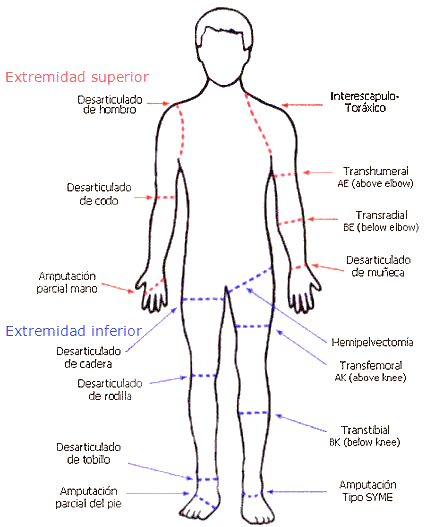 Extremidad superior
Desarticulado
de hombro
Interescapulo-
Toráxico
Transhumeral
AE (above elbow)
Desarticulado
de codo
Transradial
BE (below elbow)
Desarticulado
de muñeca
Amputación
parcial mano
Extremidad inferior
Hemipelvectomía
Desarticulado
de cadera
Transfemoral
AK (above knee)
Desarticulado
de rodilla
Transtibial
BK (below knee)
Desarticulado
de tobillo
Amputación
parcial del pie
Amputación
Tipo SYME